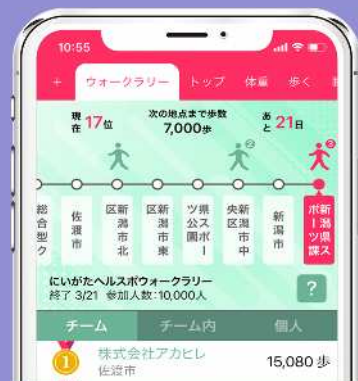 10:55
+ ウォークラリー トップ 体重 歩く
現在 17位
次の地点まで歩数
7,000歩
あと 21日
②
③
総合型ク
佐渡市
新潟市北
区
新潟市東
区
県スポー
ツ公園
新潟市中
央区
新潟市
新潟県ス
ポーツ課
にいがたヘルスポウォークラリー
終了 3/21 参加人数:10,000人
?
チーム チーム内 個人
1
株式会社アカヒレ
佐渡市
15,080 歩